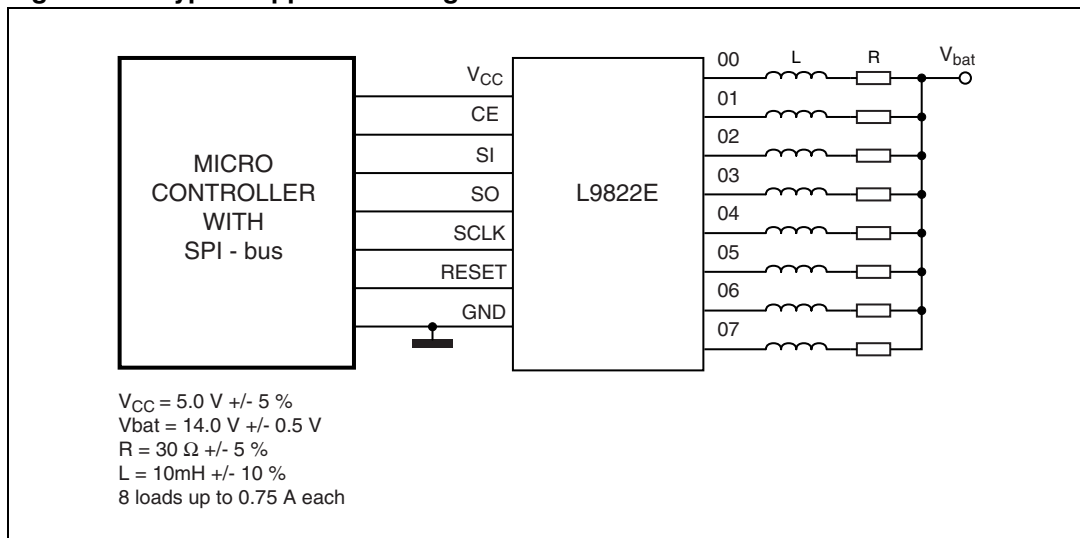 MICRO
CONTROLLER
WITH
SPI - bus
VCC
CE
SI
SO
SCLK
RESET
GND
L9822E
00
01
02
03
04
05
06
07
L
R
Vbat
VCC = 5.0 V +/- 5 %
Vbat = 14.0 V +/- 0.5 V
R = 30 Ω +/- 5 %
L = 10mH +/- 10 %
8 loads up to 0.75 A each